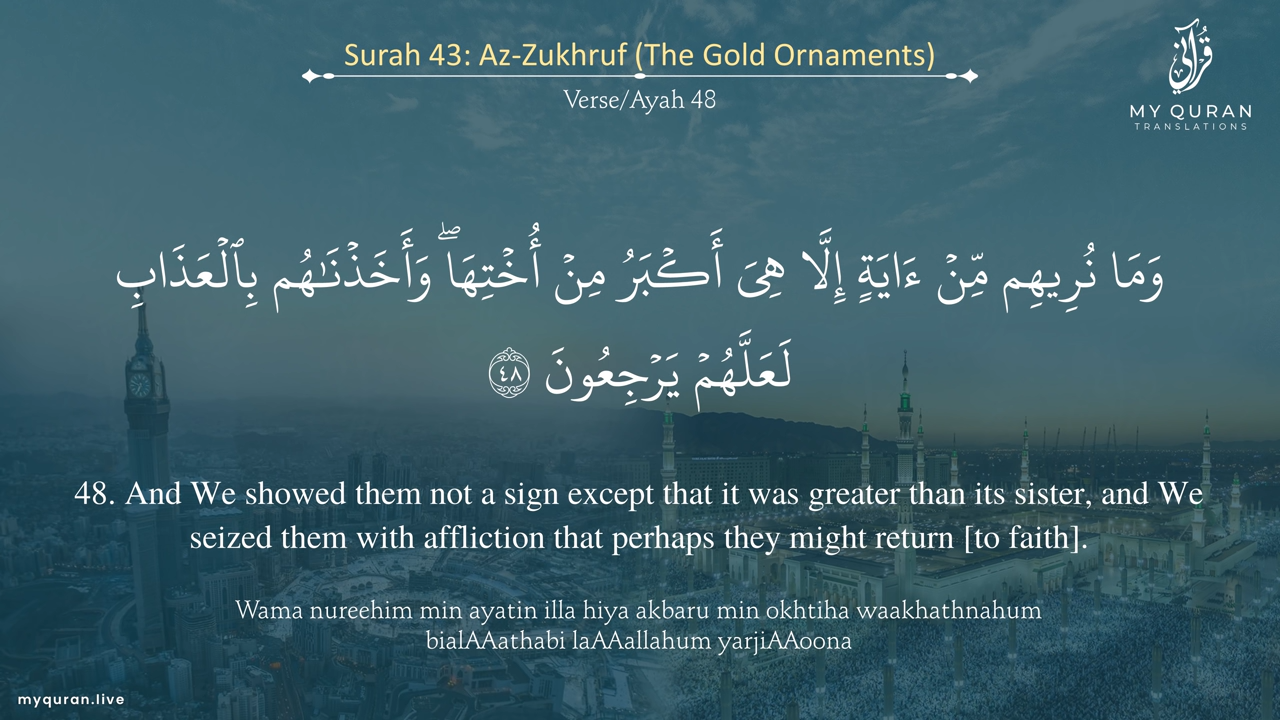 Surah 43: Az-Zukhruf (The Gold Ornaments)
Verse/Ayah 48
قرآني
MY QURAN
TRANSLATIONS
وَمَا نُرِيهِم مِّنۡ ءَايَةٍ إِلَّا هِيَ أَكۡبَرُ مِنۡ أُخۡتِهَاۖ وَأَخَذۡنَٰهُم بِٱلۡعَذَابِ
لَعَلَّهُمۡ يَرۡجِعُونَ ٤٨
48. And We showed them not a sign except that it was greater than its sister, and We
seized them with affliction that perhaps they might return [to faith].
Wama nureehim min ayatin illa hiya akbaru min okhtiha waakhathnahum
bialAAathabi laAAallahum yarjiAAoona
myquran.live